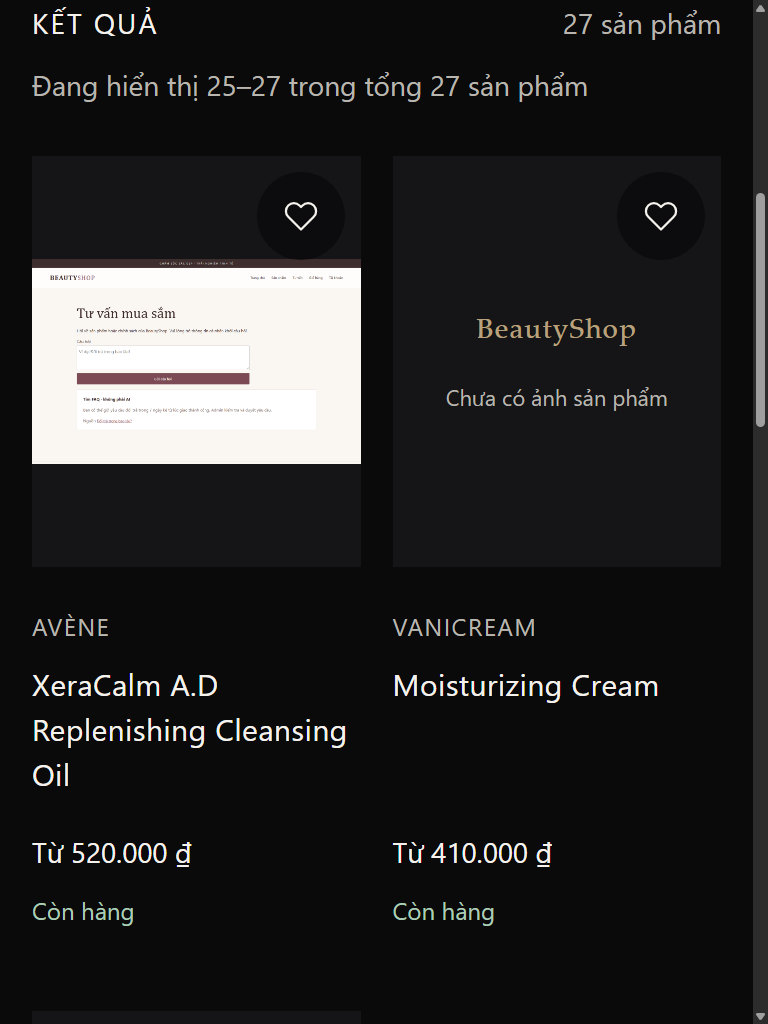 KẾT QUẢ
27 sản phẩm
Đang hiển thị 25–27 trong tổng 27 sản phẩm
BEAUTYSHOP
Tư vấn mua sắm
BeautyShop
Chưa có ảnh sản phẩm
AVÈNE
VANICREAM
XeraCalm A.D
Replenishing Cleansing
Oil
Moisturizing Cream
Từ 520.000 ₫
Từ 410.000 ₫
Còn hàng
Còn hàng